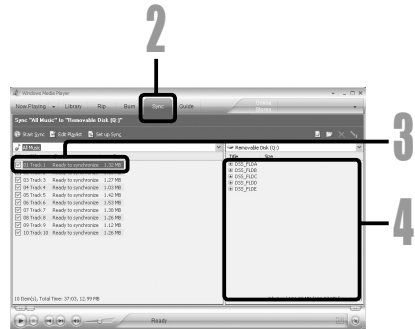 2
Windows Media Player
Now Playing Library Rip Burn Sync Guide
Sync "All Music" to "Removable Disk (Q:)"
Start Sync Edit Playlist Set up Sync
All Music Removable Disk (Q:)
Title Size
01 Track 1 Ready to synchronize 1.32 MB
03 Track 3 Ready to synchronize 1.27 MB
04 Track 4 Ready to synchronize 1.03 MB
05 Track 5 Ready to synchronize 1.42 MB
06 Track 6 Ready to synchronize 1.53 MB
07 Track 7 Ready to synchronize 1.38 MB
08 Track 8 Ready to synchronize 1.26 MB
09 Track 9 Ready to synchronize 1.12 MB
10 Track 10 Ready to synchronize 1.26 MB
DSS_FLDA
DSS_FLDB
DSS_FLDC
DSS_FLDD
DSS_FLDE
10 Item(s), Total Time: 37:03, 12.99 MB
Ready
3
4